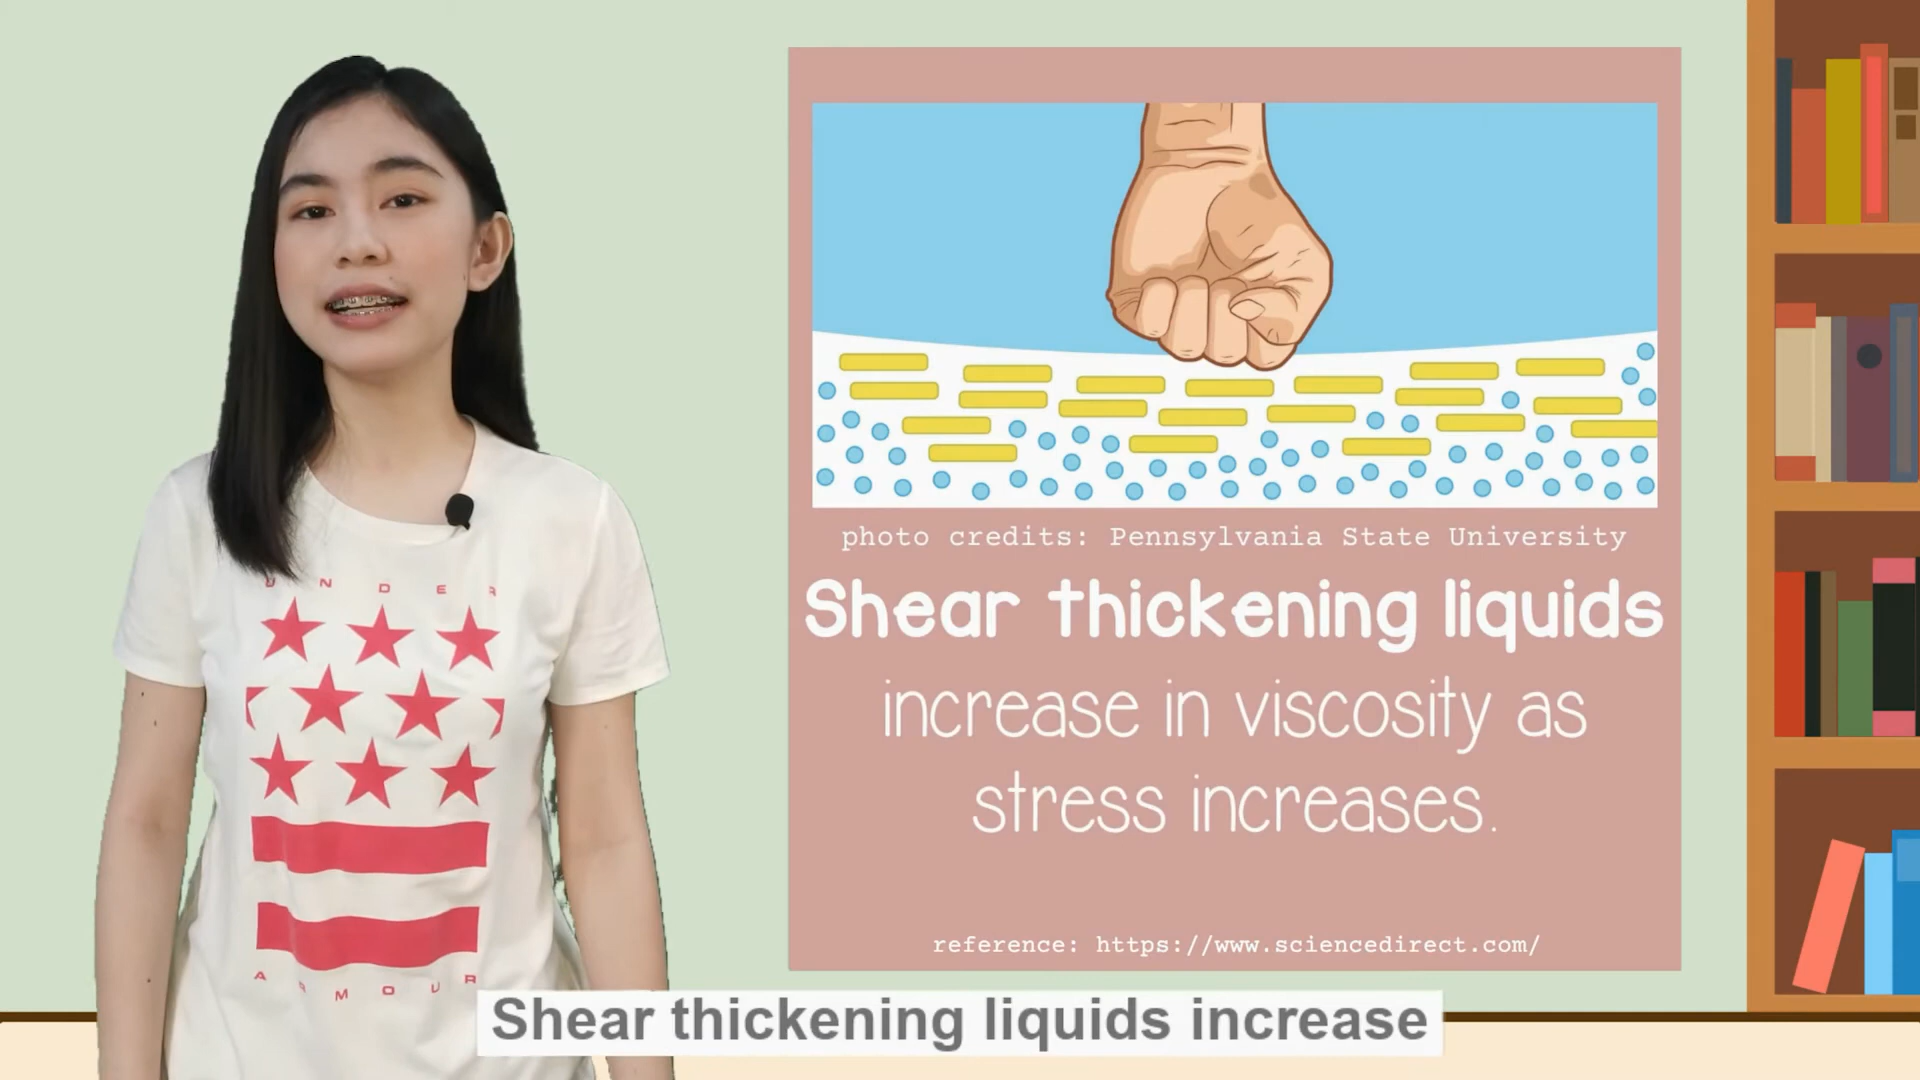 UNDER
ARMOUR
photo credits: Pennsylvania State University
Shear thickening liquids
increase in viscosity as
stress increases.
reference: https://www.sciencedirect.com/
Shear thickening liquids increase